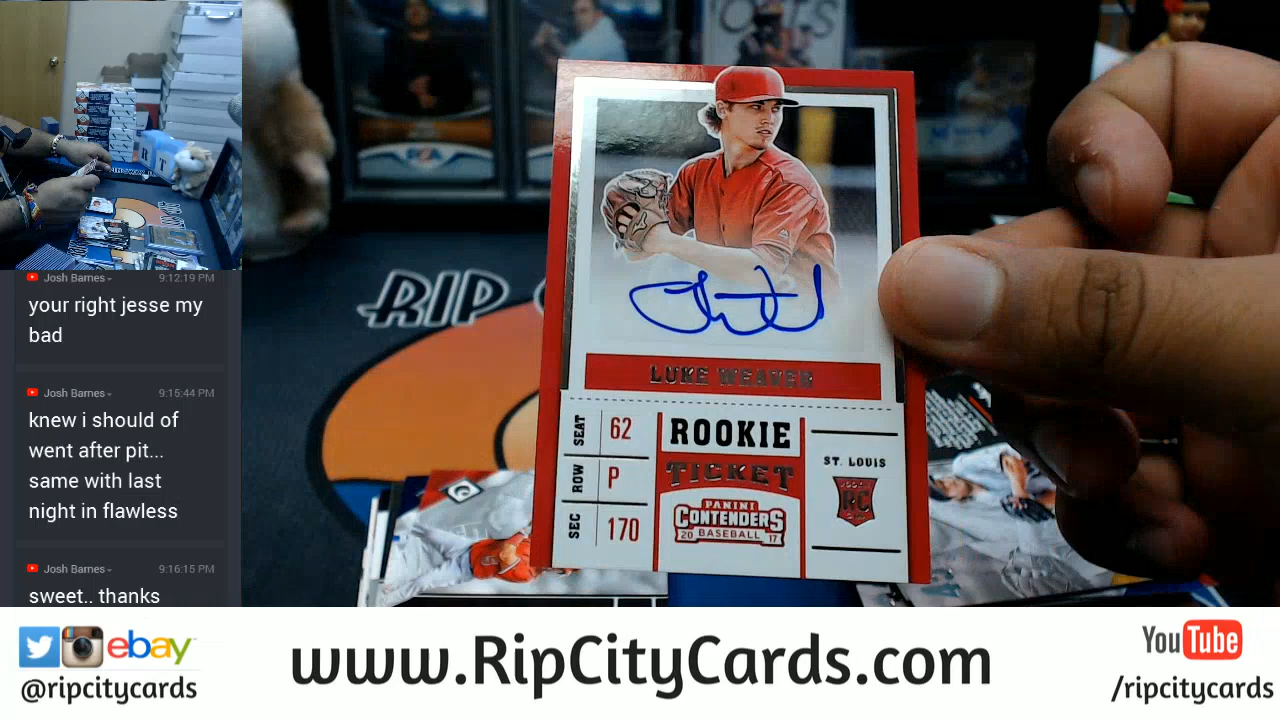 Josh Barnes
9:12:19 PM
your right jesse my
bad
Josh Barnes
9:15:44 PM
knew i should of
went after pit...
same with last
night in flawless
Josh Barnes
9:16:15 PM
sweet.. thanks
RIP
LUKE WEAVER
SEAT 62
ROW P
SEC 170
ROOKIE
TICKET
PANINI
CONTENDERS
20 BASEBALL 17
ST. LOUIS
RC
ebay
@ripcitycards
www.RipCityCards.com
YouTube
/ripcitycards
R T